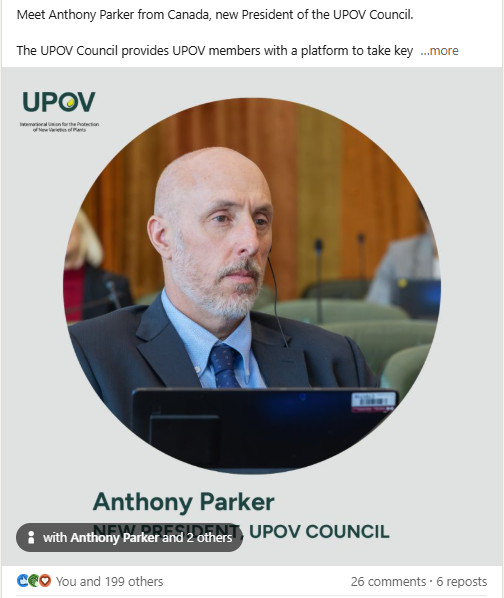 Meet Anthony Parker from Canada, new President of the UPOV Council.
The UPOV Council provides UPOV members with a platform to take key ...more
UPOV
International Union for the Protection
of New Varieties of Plants
Anthony Parker
NEW PRESIDENT, UPOV COUNCIL
with Anthony Parker and 2 others
You and 199 others
26 comments · 6 reposts